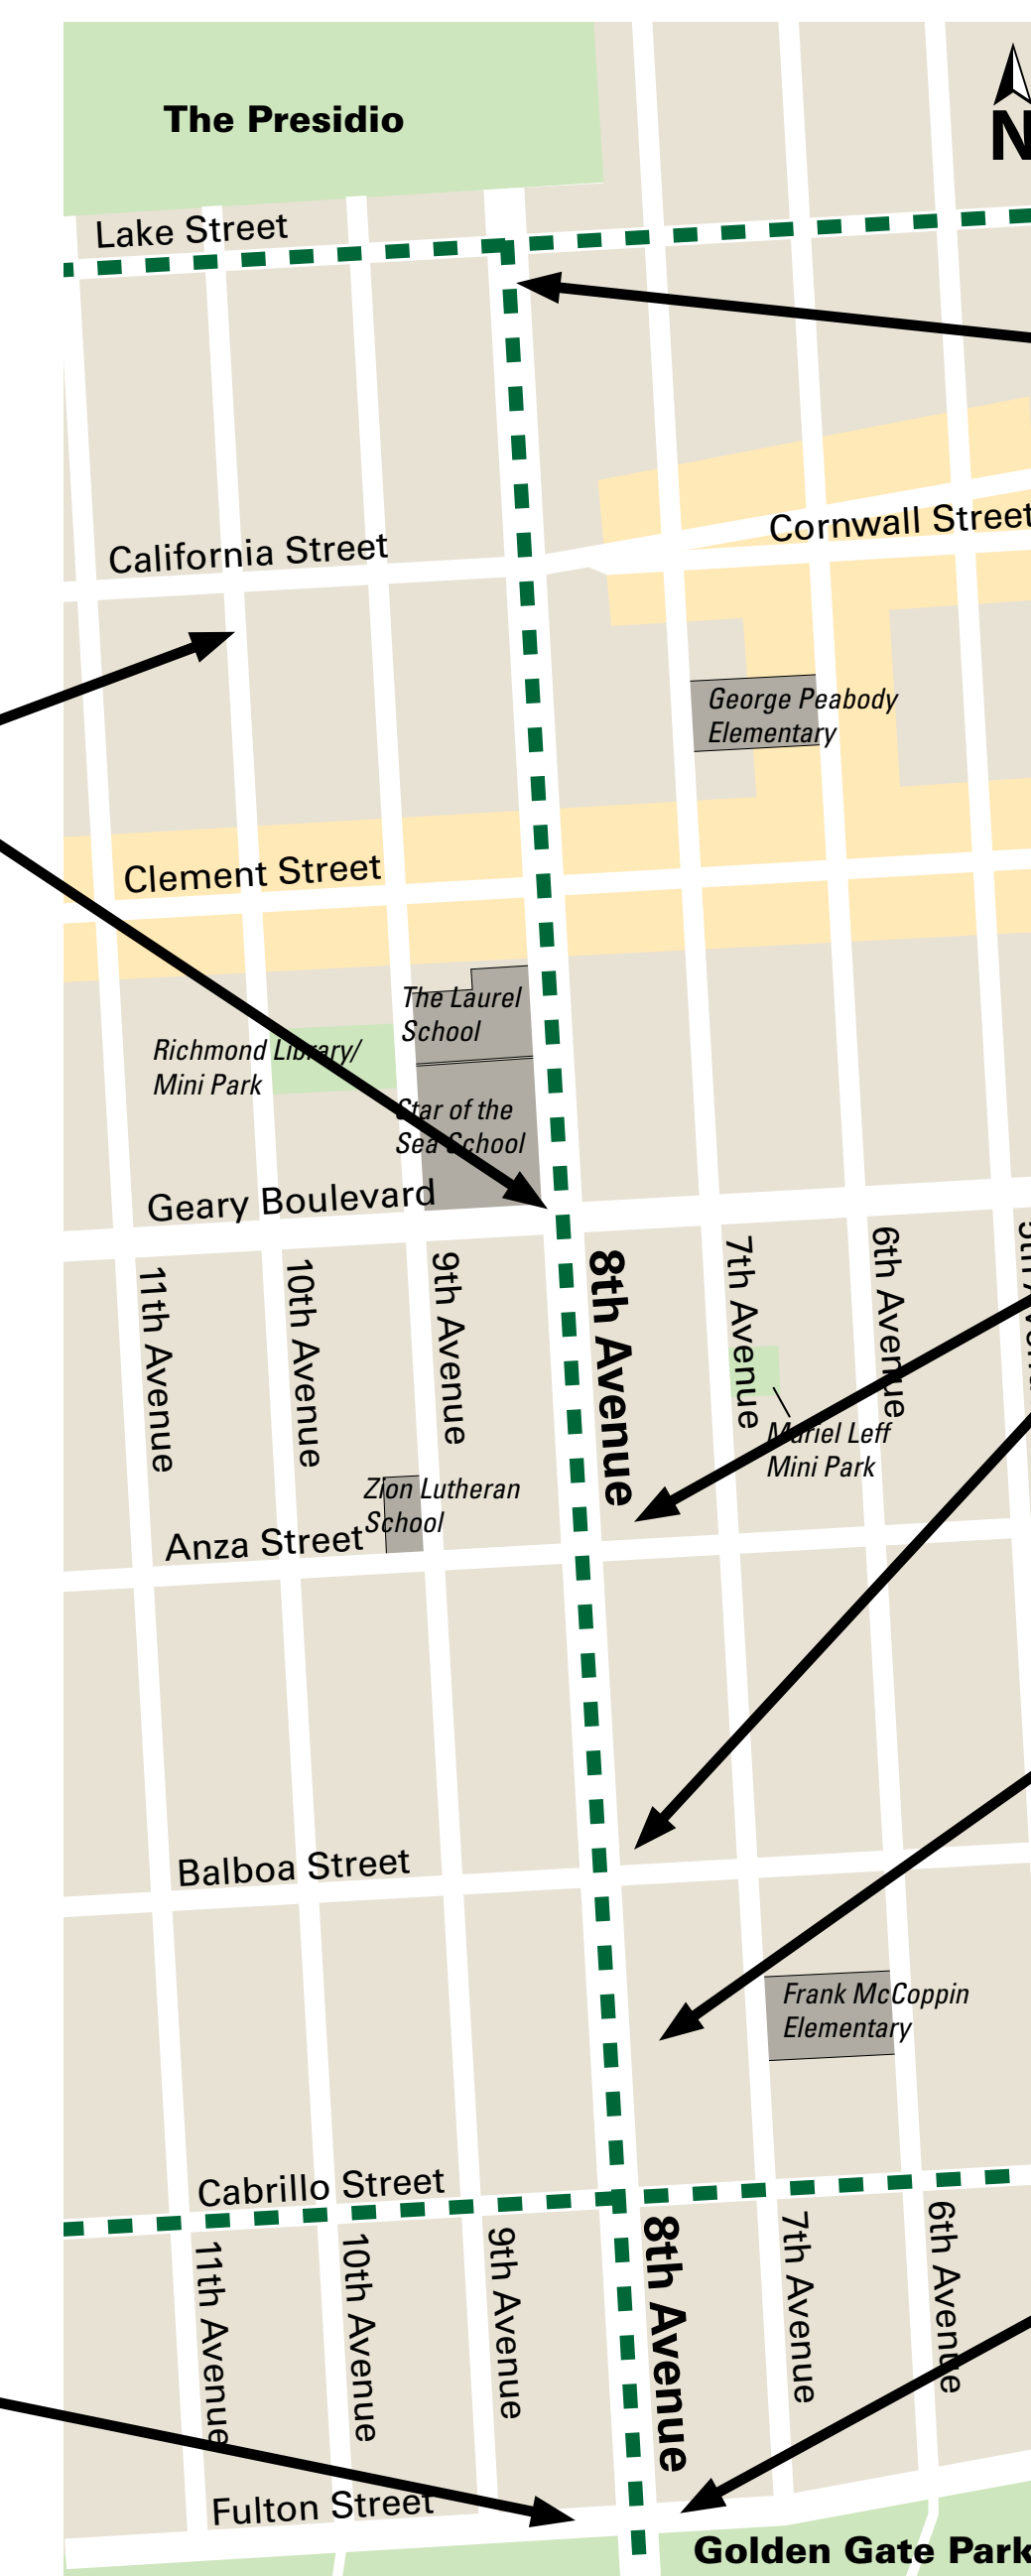 The Presidio
N
Lake Street
Cornwall Street
California Street
George Peabody
Elementary
Clement Street
The Laurel
School
Richmond Library/
Mini Park
Star of the
Sea School
Geary Boulevard
11th Avenue
10th Avenue
9th Avenue
8th Avenue
7th Avenue
6th Avenue
5th Avenue
Muriel Leff
Mini Park
Zion Lutheran
School
Anza Street
Balboa Street
Frank McCoppin
Elementary
Cabrillo Street
11th Avenue
10th Avenue
9th Avenue
8th Avenue
7th Avenue
6th Avenue
Fulton Street
Golden Gate Park